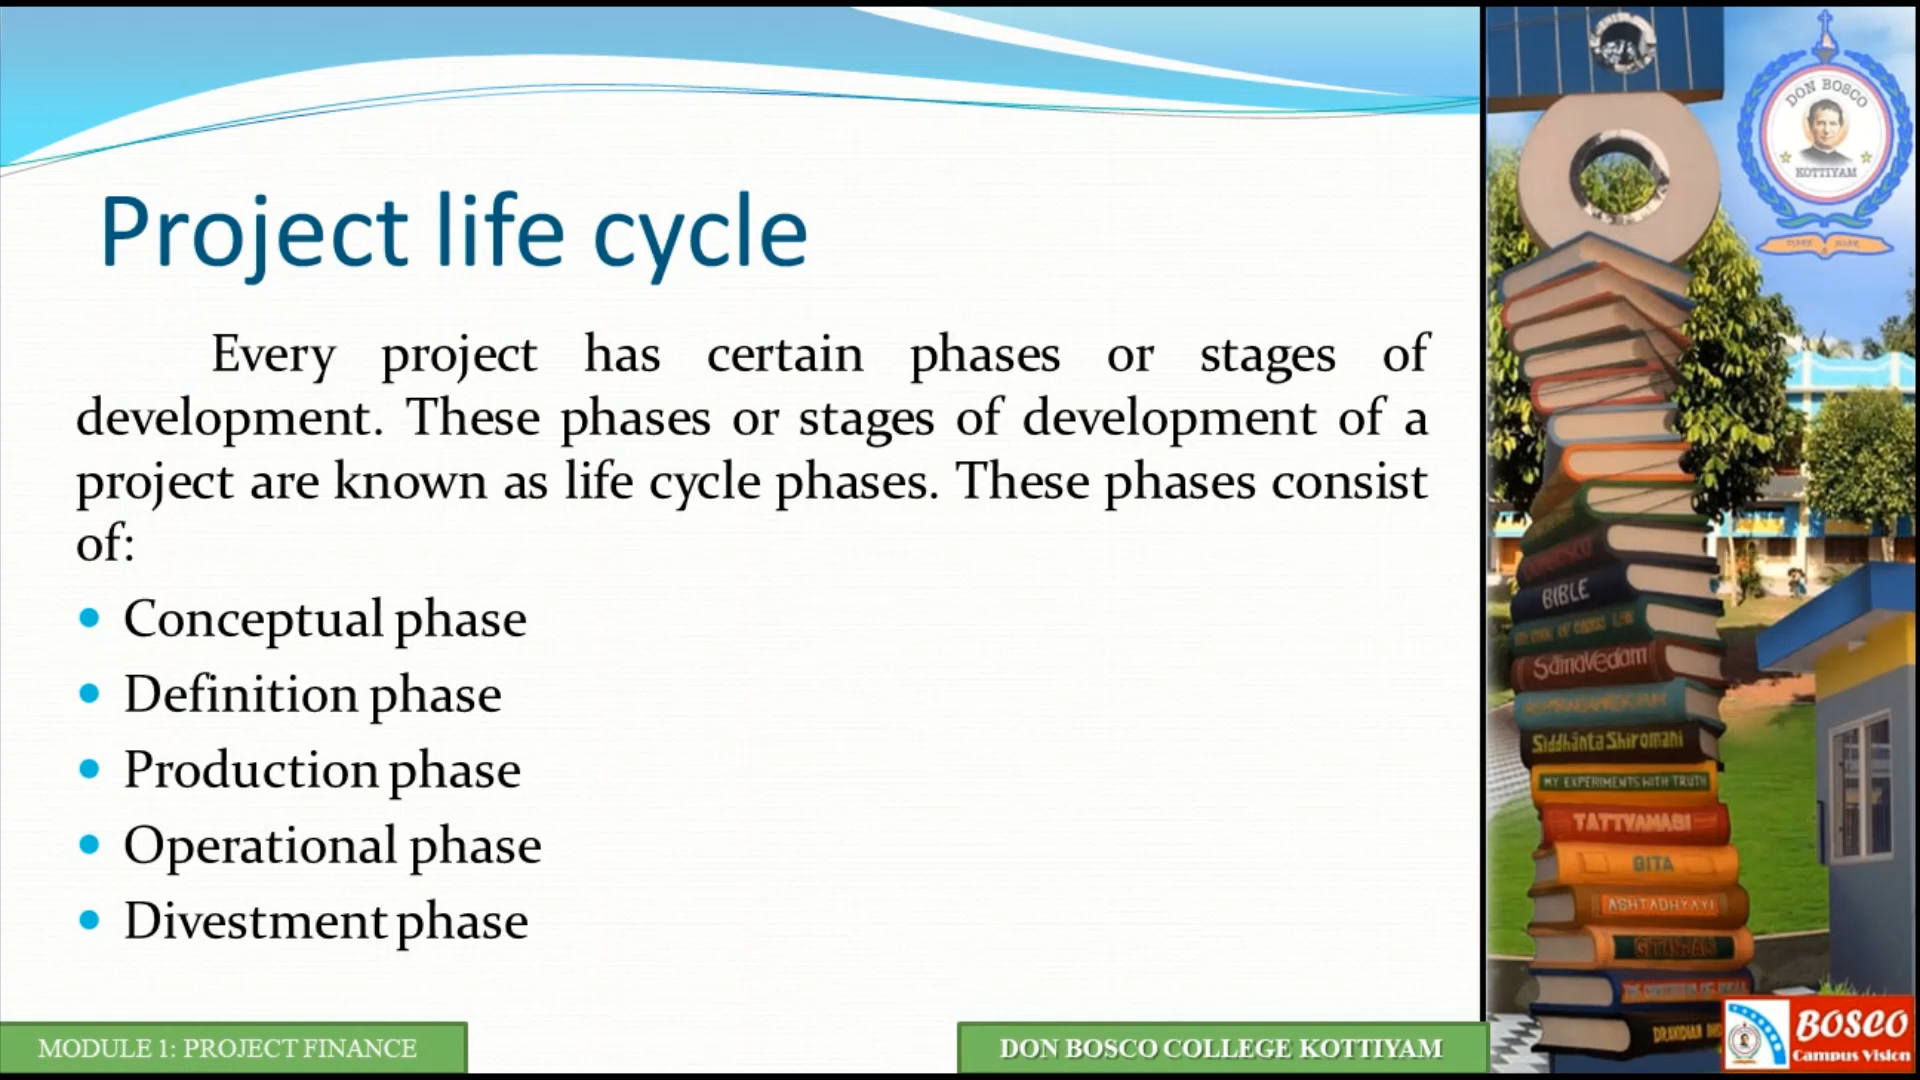 Project life cycle
Every project has certain phases or stages of
development. These phases or stages of development of a
project are known as life cycle phases. These phases consist
of:
Conceptual phase
Definition phase
Production phase
Operational phase
Divestment phase
MODULE 1: PROJECT FINANCE
DON BOSCO COLLEGE KOTTIYAM
DON BOSCO
KOTTIYAM
BIBLE
SamaVedam
Siddhānta Shiromani
MY EXPERIMENTS WITH TRUTH
TATTVAMASI
GITA
ASHTADHYAYI
GITANJALI
BOSCO
Campus Vision